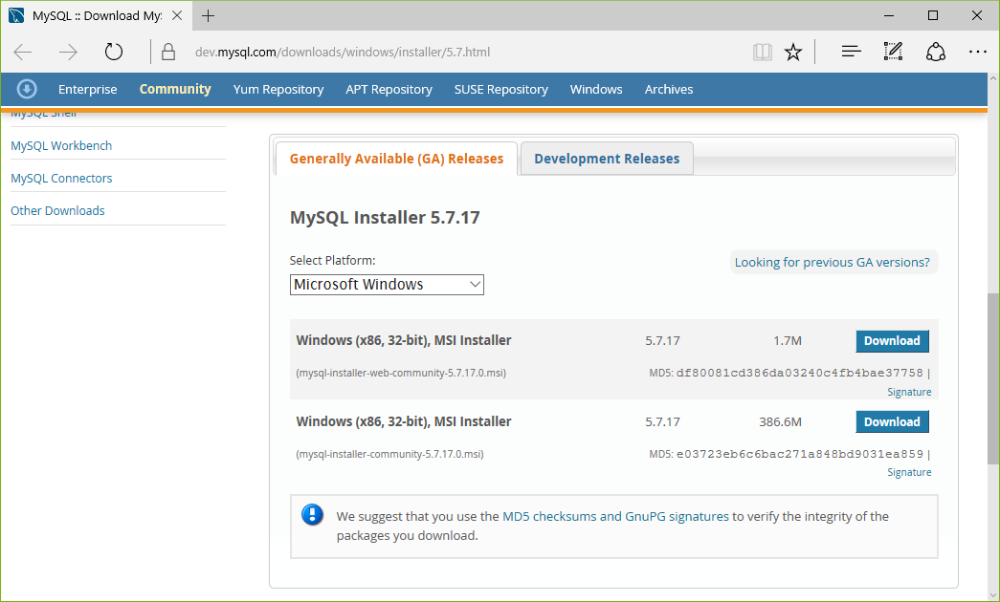 MySQL :: Download My
dev.mysql.com/downloads/windows/installer/5.7.html
Enterprise Community Yum Repository APT Repository SUSE Repository Windows Archives
MySQL Shell
MySQL Workbench
MySQL Connectors
Other Downloads
Generally Available (GA) Releases Development Releases
MySQL Installer 5.7.17
Select Platform:
Looking for previous GA versions?
Microsoft Windows
Windows (x86, 32-bit), MSI Installer 5.7.17 1.7M Download
(mysql-installer-web-community-5.7.17.0.msi) MD5: df80081cd386da03240c4fb4bae37758 |
Signature
Windows (x86, 32-bit), MSI Installer 5.7.17 386.6M Download
(mysql-installer-community-5.7.17.0.msi) MD5: e03723eb6c6bac271a848bd9031ea859 |
Signature
We suggest that you use the MD5 checksums and GnuPG signatures to verify the integrity of the
packages you download.